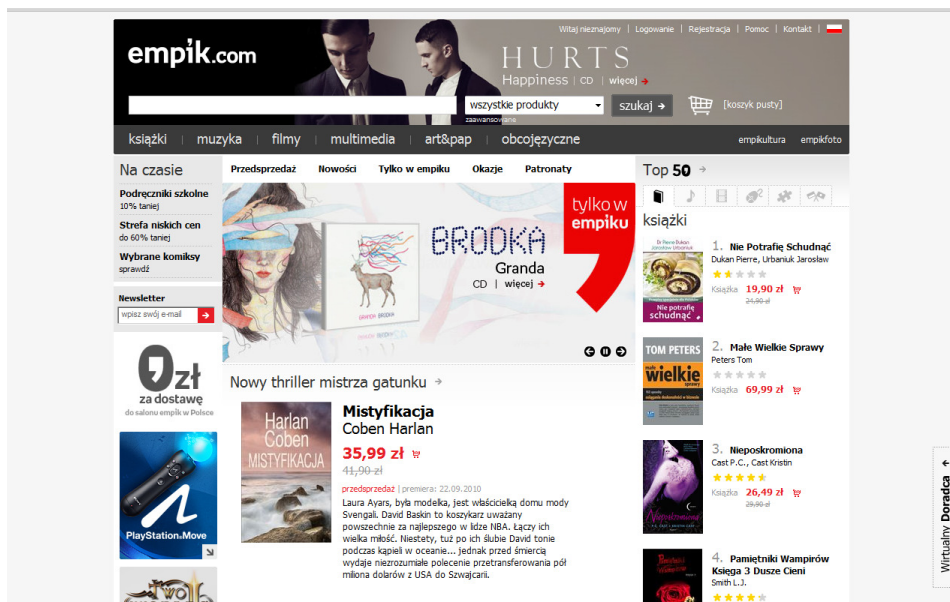 Witaj nieznajomy | Logowanie | Rejestracja | Pomoc | Kontakt |
empik.com
HURTS
Happiness | CD | więcej
wszystkie produkty
szukaj
[koszyk pusty]
zaawansowane
książki | muzyka | filmy | multimedia | art&pap | obcojęzyczne
empikultura empikfoto
Na czasie
Podręczniki szkolne
10% taniej
Strefa niskich cen
do 60% taniej
Wybrane komiksy
sprawdź
Newsletter
wpisz swój e-mail
0zł
za dostawę
do salonu empik w Polsce
PlayStation Move
Two
Przedsprzedaż Nowości Tylko w empiku Okazje Patronaty
tylko w
empiku
BRODKA
Granda
CD | więcej
GRANDA BRODKA
Nowy thriller mistrza gatunku
Harlan
Coben
MISTYFIKACJA
Mistyfikacja
Coben Harlan
35,99 zł
41,90 zł
przedsprzedaż | premiera: 22.09.2010
Laura Ayars, była modelka, jest właścicielką domu mody
Svengali. David Baskin to koszykarz uważany
powszechnie za najlepszego w lidze NBA. Łączy ich
wielka miłość. Niestety, tuż po ich ślubie David tonie
podczas kąpieli w oceanie... jednak przed śmiercią
wydaje niezrozumiałe polecenie przetransferowania pół
miliona dolarów z USA do Szwajcarii.
Top 50
książki
Nie potrafię
schudnąć
1. Nie Potrafię Schudnąć
Dukan Pierre, Urbaniuk Jarosław
Książka 19,90 zł
24,90 zł
TOM PETERS
małe
wielkie
sprawy
2. Małe Wielkie Sprawy
Peters Tom
Książka 69,99 zł
Nieposkromiona
3. Nieposkromiona
Cast P.C., Cast Kristin
Książka 26,49 zł
29,90 zł
4. Pamiętniki Wampirów
Księga 3 Dusze Cieni
Smith L.J.
Wirtualny Doradca